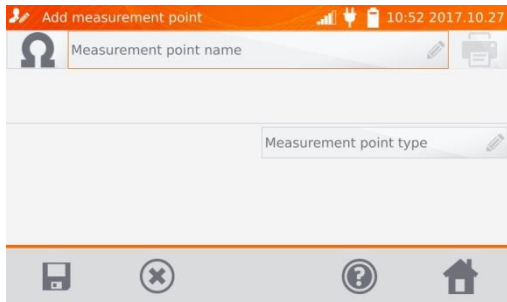 Add measurement point
10:52 2017.10.27
Ω
Measurement point name
Measurement point type
?